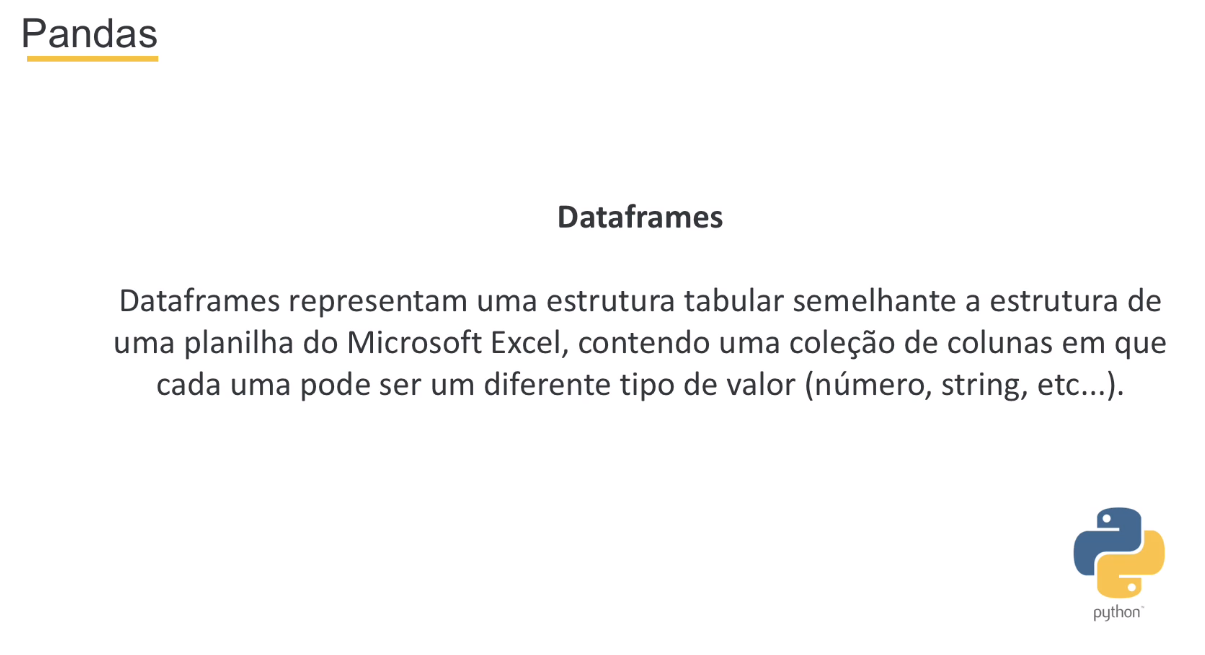 Pandas
Dataframes
Dataframes representam uma estrutura tabular semelhante a estrutura de
uma planilha do Microsoft Excel, contendo uma coleção de colunas em que
cada uma pode ser um diferente tipo de valor (número, string, etc...).
python™